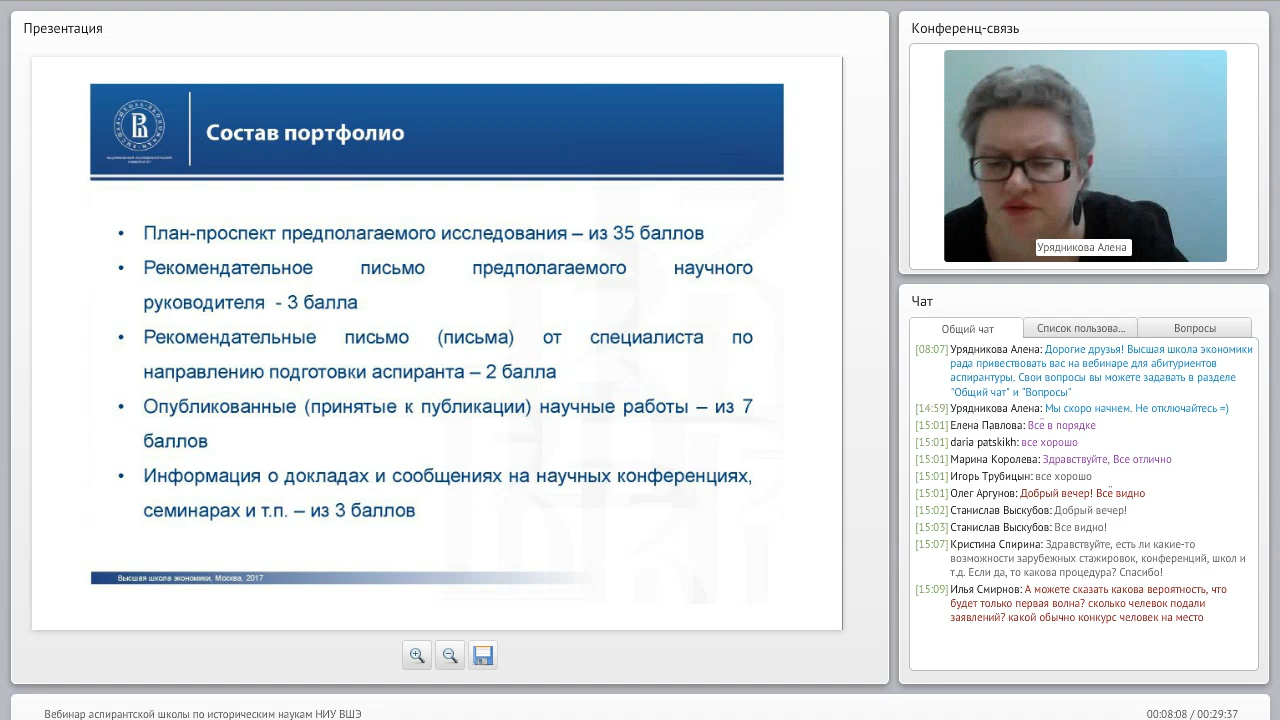 Презентация
Состав портфолио
• План-проспект предполагаемого исследования – из 35 баллов
• Рекомендательное письмо предполагаемого научного
руководителя - 3 балла
• Рекомендательные письмо (письма) от специалиста по
направлению подготовки аспиранта – 2 балла
• Опубликованные (принятые к публикации) научные работы – из 7
баллов
• Информация о докладах и сообщениях на научных конференциях,
семинарах и т.п. – из 3 баллов
Высшая школа экономики, Москва, 2017
Конференц-связь
Урядникова Алена
Чат
Общий чат
Список пользова...
Вопросы
[08:07] Урядникова Алена: Дорогие друзья! Высшая школа экономики
рада привествовать вас на вебинаре для абитуриентов
аспирантуры. Свои вопросы вы можете задавать в разделе
"Общий чат" и "Вопросы"
[14:59] Урядникова Алена: Мы скоро начнем. Не отключайтесь =)
[15:01] Елена Павлова: Всё в порядке
[15:01] daria patskikh: все хорошо
[15:01] Марина Королева: Здравствуйте, Все отлично
[15:01] Игорь Трубицын: все хорошо
[15:01] Олег Аргунов: Добрый вечер! Всё видно
[15:02] Станислав Выскубов: Добрый вечер!
[15:03] Станислав Выскубов: Все видно!
[15:07] Кристина Спирина: Здравствуйте, есть ли какие-то
возможности зарубежных стажировок, конференций, школ и
т.д. Если да, то какова процедура? Спасибо!
[15:09] Илья Смирнов: А можете сказать какова вероятность, что
будет только первая волна? сколько челевок подали
заявлений? какой обычно конкурс человек на место
Вебинар аспирантской школы по историческим наукам НИУ ВШЭ
00:08:08 / 00:29:37